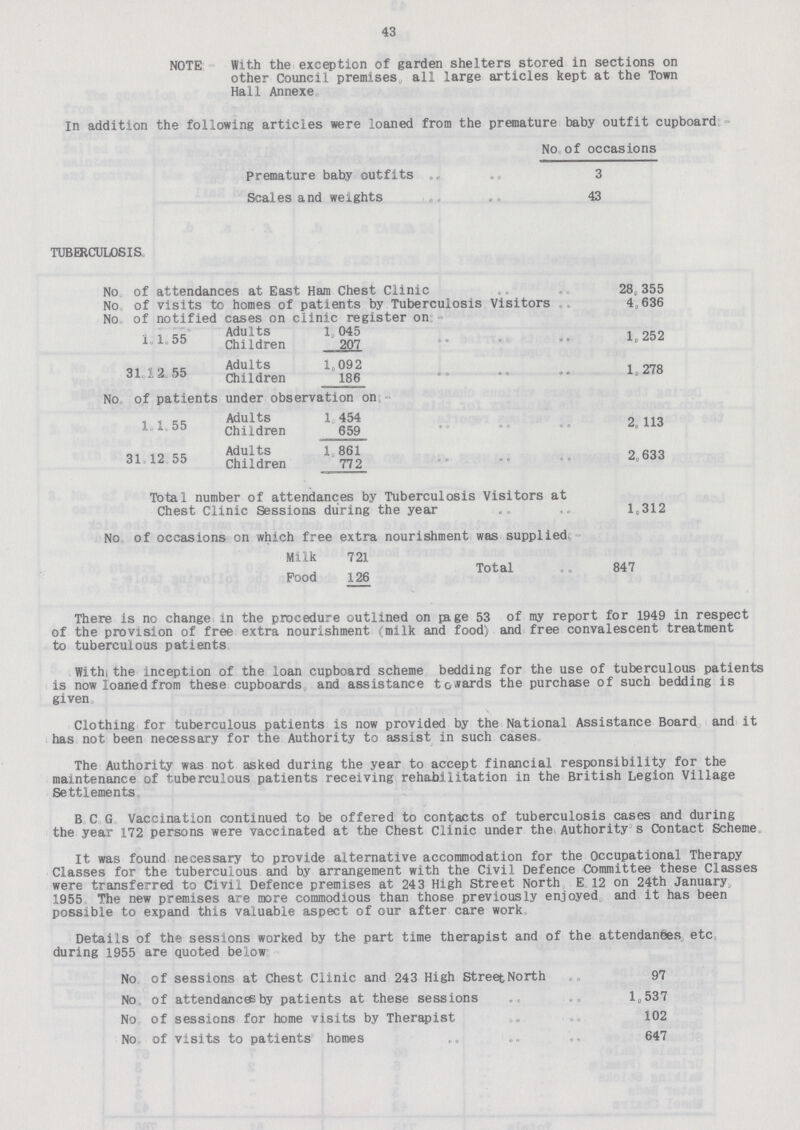 43
NOTE - With the exception of garden shelters stored in sections on
other Council premises, all large articles kept at the Town
Hall Annexe.
In addition the following articles were loaned from the premature baby outfit cupboard:-
No. of occasions
Premature baby outfits .. .. 3
Scales and weights .. .. 43
TUBERCULOSIS.
No. of attendances at East Ham Chest Clinic .. .. 28,355
No. of visits to homes of patients by Tuberculosis Visitors .. 4,636
No. of notified cases on clinic register on:-
1.1.55 Adults 1,045 .. .. .. 1,252
Children 207
31.12.55 Adults 1,092 .. .. .. 1,278
Children 186
No. of patients under observation on:-
1.1.55 Adults 1,454 .. .. .. 2,113
Children 659
31.12.55 Adults 1,861 .. .. .. 2,633
Children 772
Total number of attendances by Tuberculosis Visitors at
Chest Clinic Sessions during the year .. .. 1,312
No. of occasions on which free extra nourishment was supplied:-
Milk 721
Total .. 847
Food 126
There is no change in the procedure outlined on page 53 of my report for 1949 in respect
of the provision of free extra nourishment (milk and food) and free convalescent treatment
to tuberculous patients.
With the inception of the loan cupboard scheme bedding for the use of tuberculous patients
is now loaned from these cupboards, and assistance towards the purchase of such bedding is
given.
Clothing for tuberculous patients is now provided by the National Assistance Board, and it
has not been necessary for the Authority to assist in such cases.
The Authority was not asked during the year to accept financial responsibility for the
maintenance of tuberculous patients receiving rehabilitation in the British Legion Village
Settlements.
B.C.G. Vaccination continued to be offered to contacts of tuberculosis cases and during
the year 172 persons were vaccinated at the Chest Clinic under the Authority's Contact Scheme.
It was found necessary to provide alternative accommodation for the Occupational Therapy
Classes for the tuberculous and by arrangement with the Civil Defence Committee these Classes
were transferred to Civil Defence premises at 243 High Street North, E.12 on 24th January,
1955. The new premises are more commodious than those previously enjoyed, and it has been
possible to expand this valuable aspect of our after care work.
Details of the sessions worked by the part time therapist and of the attendances, etc.
during 1955 are quoted below:
No. of sessions at Chest Clinic and 243 High Street North .. 97
No. of attendances by patients at these sessions .. .. 1,537
No. of sessions for home visits by Therapist .. .. 102
No. of visits to patients' homes .. .. .. 647